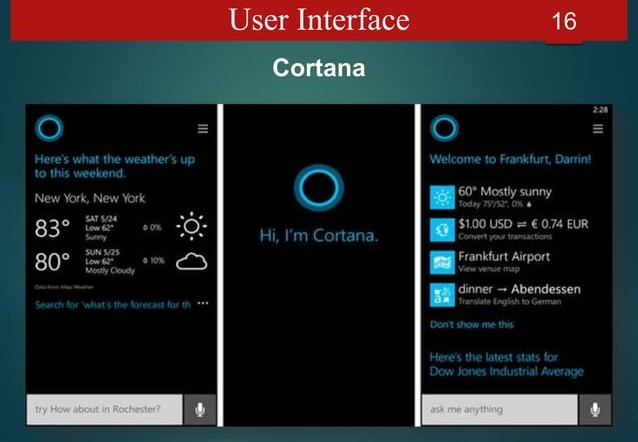 User Interface
16
Cortana
Here's what the weather's up
to this weekend.
New York, New York
83°
SAT 5/24
Low 62°
Sunny
0%
80°
SUN 5/25
Low 62°
Mostly Cloudy
10%
Data from: Map Weather
Search for 'what's the forecast for th ···
try How about in Rochester?
Hi, I'm Cortana.
2:28
Welcome to Frankfurt, Darrin!
60° Mostly sunny
Today 75°/52°, 0%
$1.00 USD ⇌ € 0.74 EUR
Convert your transactions
Frankfurt Airport
View venue map
dinner → Abendessen
Translate English to German
Don't show me this
Here's the latest stats for
Dow Jones Industrial Average
ask me anything